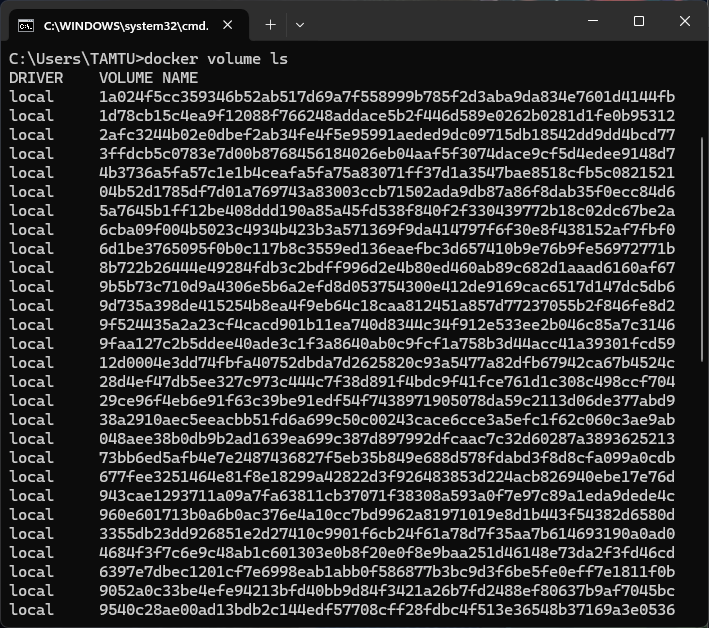 C:\WINDOWS\system32\cmd.
C:\Users\TAMTU>docker volume ls
DRIVER    VOLUME NAME
local     1a024f5cc359346b52ab517d69a7f558999b785f2d3aba9da834e7601d4144fb
local     1d78cb15c4ea9f12088f766248addace5b2f446d589e0262b0281d1fe0b95312
local     2afc3244b02e0dbef2ab34fe4f5e95991aeded9dc09715db18542dd9dd4bcd77
local     3ffdcb5c0783e7d00b8768456184026eb04aaf5f3074dace9cf5d4edee9148d7
local     4b3736a5fa57c1e1b4ceafa5fa75a83071ff37d1a3547bae8518cfb5c0821521
local     04b52d1785df7d01a769743a83003ccb71502ada9db87a86f8dab35f0ecc84d6
local     5a7645b1ff12be408ddd190a85a45fd538f840f2f330439772b18c02dc67be2a
local     6cba09f004b5023c4934b423b3a571369f9da414797f6f30e8f438152af7fbf0
local     6d1be3765095f0b0c117b8c3559ed136eaefbc3d657410b9e76b9fe56972771b
local     8b722b26444e49284fdb3c2bdff996d2e4b80ed460ab89c682d1aaad6160af67
local     9b5b73c710d9a4306e5b6a2efd8d053754300e412de9169cac6517d147dc5db6
local     9d735a398de415254b8ea4f9eb64c18caa812451a857d77237055b2f846fe8d2
local     9f524435a2a23cf4cacd901b11ea740d8344c34f912e533ee2b046c85a7c3146
local     9faa127c2b5ddee40ade3c1f3a8640ab0c9fcf1a758b3d44acc41a39301fcd59
local     12d0004e3dd74fbfa40752dbda7d2625820c93a5477a82dfb67942ca67b4524c
local     28d4ef47db5ee327c973c444c7f38d891f4bdc9f41fce761d1c308c498ccf704
local     29ce96f4eb6e91f63c39be91edf54f7438971905078da59c2113d06de377abd9
local     38a2910aec5eeacbb51fd6a699c50c00243cace6cce3a5efc1f62c060c3ae9ab
local     048aee38b0db9b2ad1639ea699c387d897992dfcaac7c32d60287a3893625213
local     73bb6ed5afb4e7e2487436827f5eb35b849e688d578fdabd3f8d8cfa099a0cdb
local     677fee3251464e81f8e18299a42822d3f926483853d224acb826940ebe17e76d
local     943cae1293711a09a7fa63811cb37071f38308a593a0f7e97c89a1eda9dede4c
local     960e601713b0a6b0ac376e4a10cc7bd9962a81971019e8d1b443f54382d6580d
local     3355db23dd926851e2d27410c9901f6cb24f61a78d7f35aa7b614693190a0ad0
local     4684f3f7c6e9c48ab1c601303e0b8f20e0f8e9baa251d46148e73da2f3fd46cd
local     6397e7dbec1201cf7e6998eab1abb0f586877b3bc9d3f6be5fe0eff7e1811f0b
local     9052a0c33be4efe94213bfd40bb9d84f3421a26b7fd2488ef80637b9af7045bc
local     9540c28ae00ad13bdb2c144edf57708cff28fdbc4f513e36548b37169a3e0536